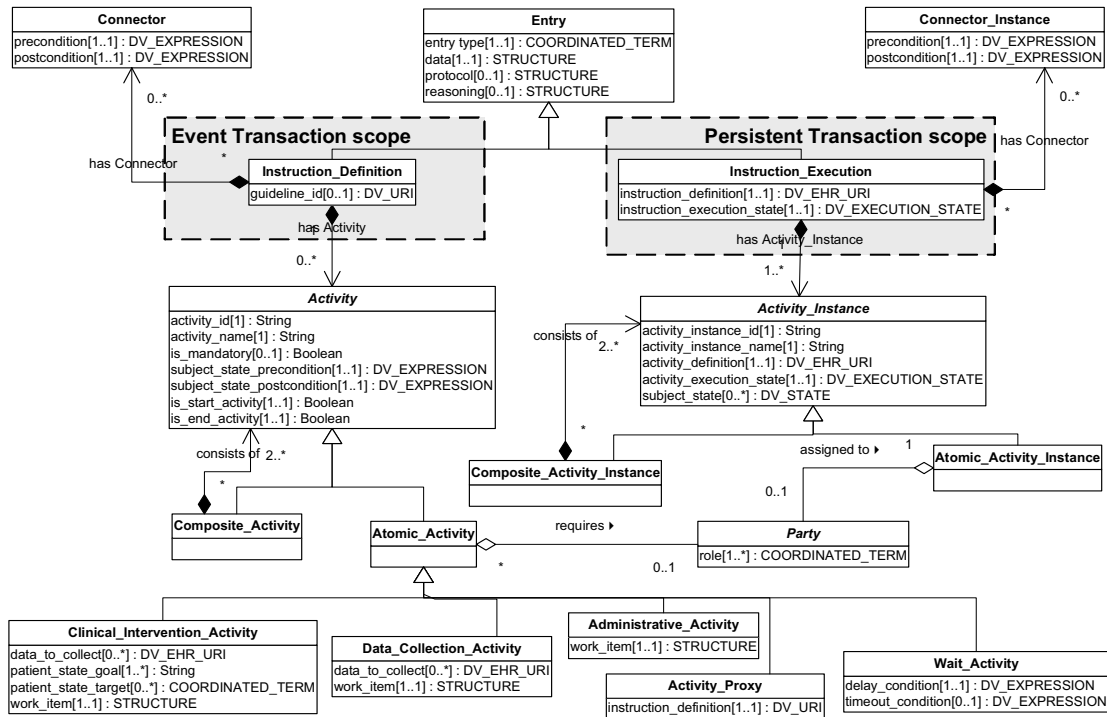 Connector
precondition[1..1] : DV_EXPRESSION
postcondition[1..1] : DV_EXPRESSION
Entry
entry type[1..1] : COORDINATED_TERM
data[1..1] : STRUCTURE
protocol[0..1] : STRUCTURE
reasoning[0..1] : STRUCTURE
Connector_Instance
precondition[1..1] : DV_EXPRESSION
postcondition[1..1] : DV_EXPRESSION
0..*
0..*
Event Transaction scope
Persistent Transaction scope
has Connector
*
has Connector
Instruction_Definition
guideline_id[0..1] : DV_URI
Instruction_Execution
instruction_definition[1..1] : DV_EHR_URI
instruction_execution_state[1..1] : DV_EXECUTION_STATE
*
has Activity
1
0..*
has Activity_Instance
1
1..*
Activity
activity_id[1] : String
activity_name[1] : String
is_mandatory[0..1] : Boolean
subject_state_precondition[1..1] : DV_EXPRESSION
subject_state_postcondition[1..1] : DV_EXPRESSION
is_start_activity[1..1] : Boolean
is_end_activity[1..1] : Boolean
Activity_Instance
activity_instance_id[1] : String
activity_instance_name[1] : String
activity_definition[1..1] : DV_EHR_URI
activity_execution_state[1..1] : DV_EXECUTION_STATE
subject_state[0..*] : DV_STATE
consists of
2..*
*
consists of
2..*
*
Composite_Activity_Instance
assigned to
1
Atomic_Activity_Instance
0..1
Composite_Activity
Atomic_Activity
requires
*
0..1
Party
role[1..*] : COORDINATED_TERM
Clinical_Intervention_Activity
data_to_collect[0..*] : DV_EHR_URI
patient_state_goal[1..*] : String
patient_state_target[0..*] : COORDINATED_TERM
work_item[1..1] : STRUCTURE
Data_Collection_Activity
data_to_collect[0..*] : DV_EHR_URI
work_item[1..1] : STRUCTURE
Administrative_Activity
work_item[1..1] : STRUCTURE
Activity_Proxy
instruction_definition[1..1] : DV_URI
Wait_Activity
delay_condition[1..1] : DV_EXPRESSION
timeout_condition[0..1] : DV_EXPRESSION